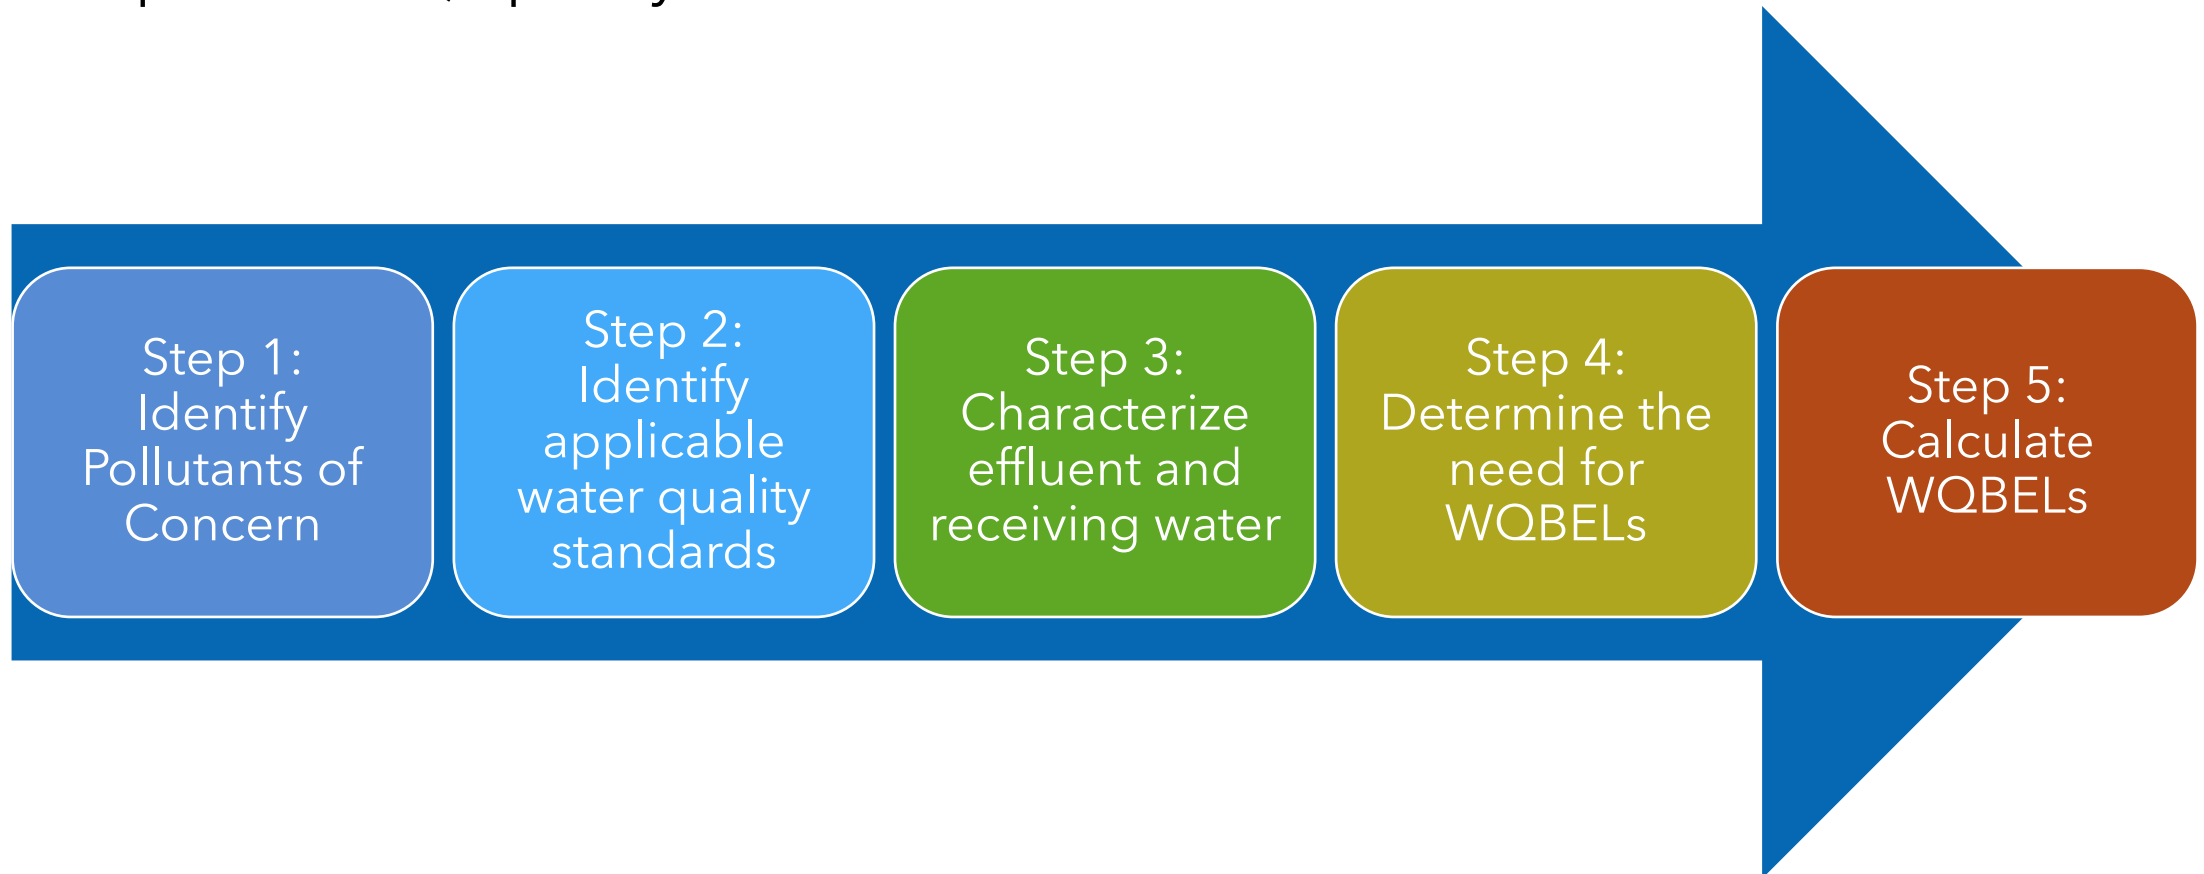 Step 1:
Identify
Pollutants of
Concern
Step 2:
Identify
applicable
water quality
standards
Step 3:
Characterize
effluent and
receiving water
Step 4:
Determine the
need for
WQBELs
Step 5:
Calculate
WQBELs